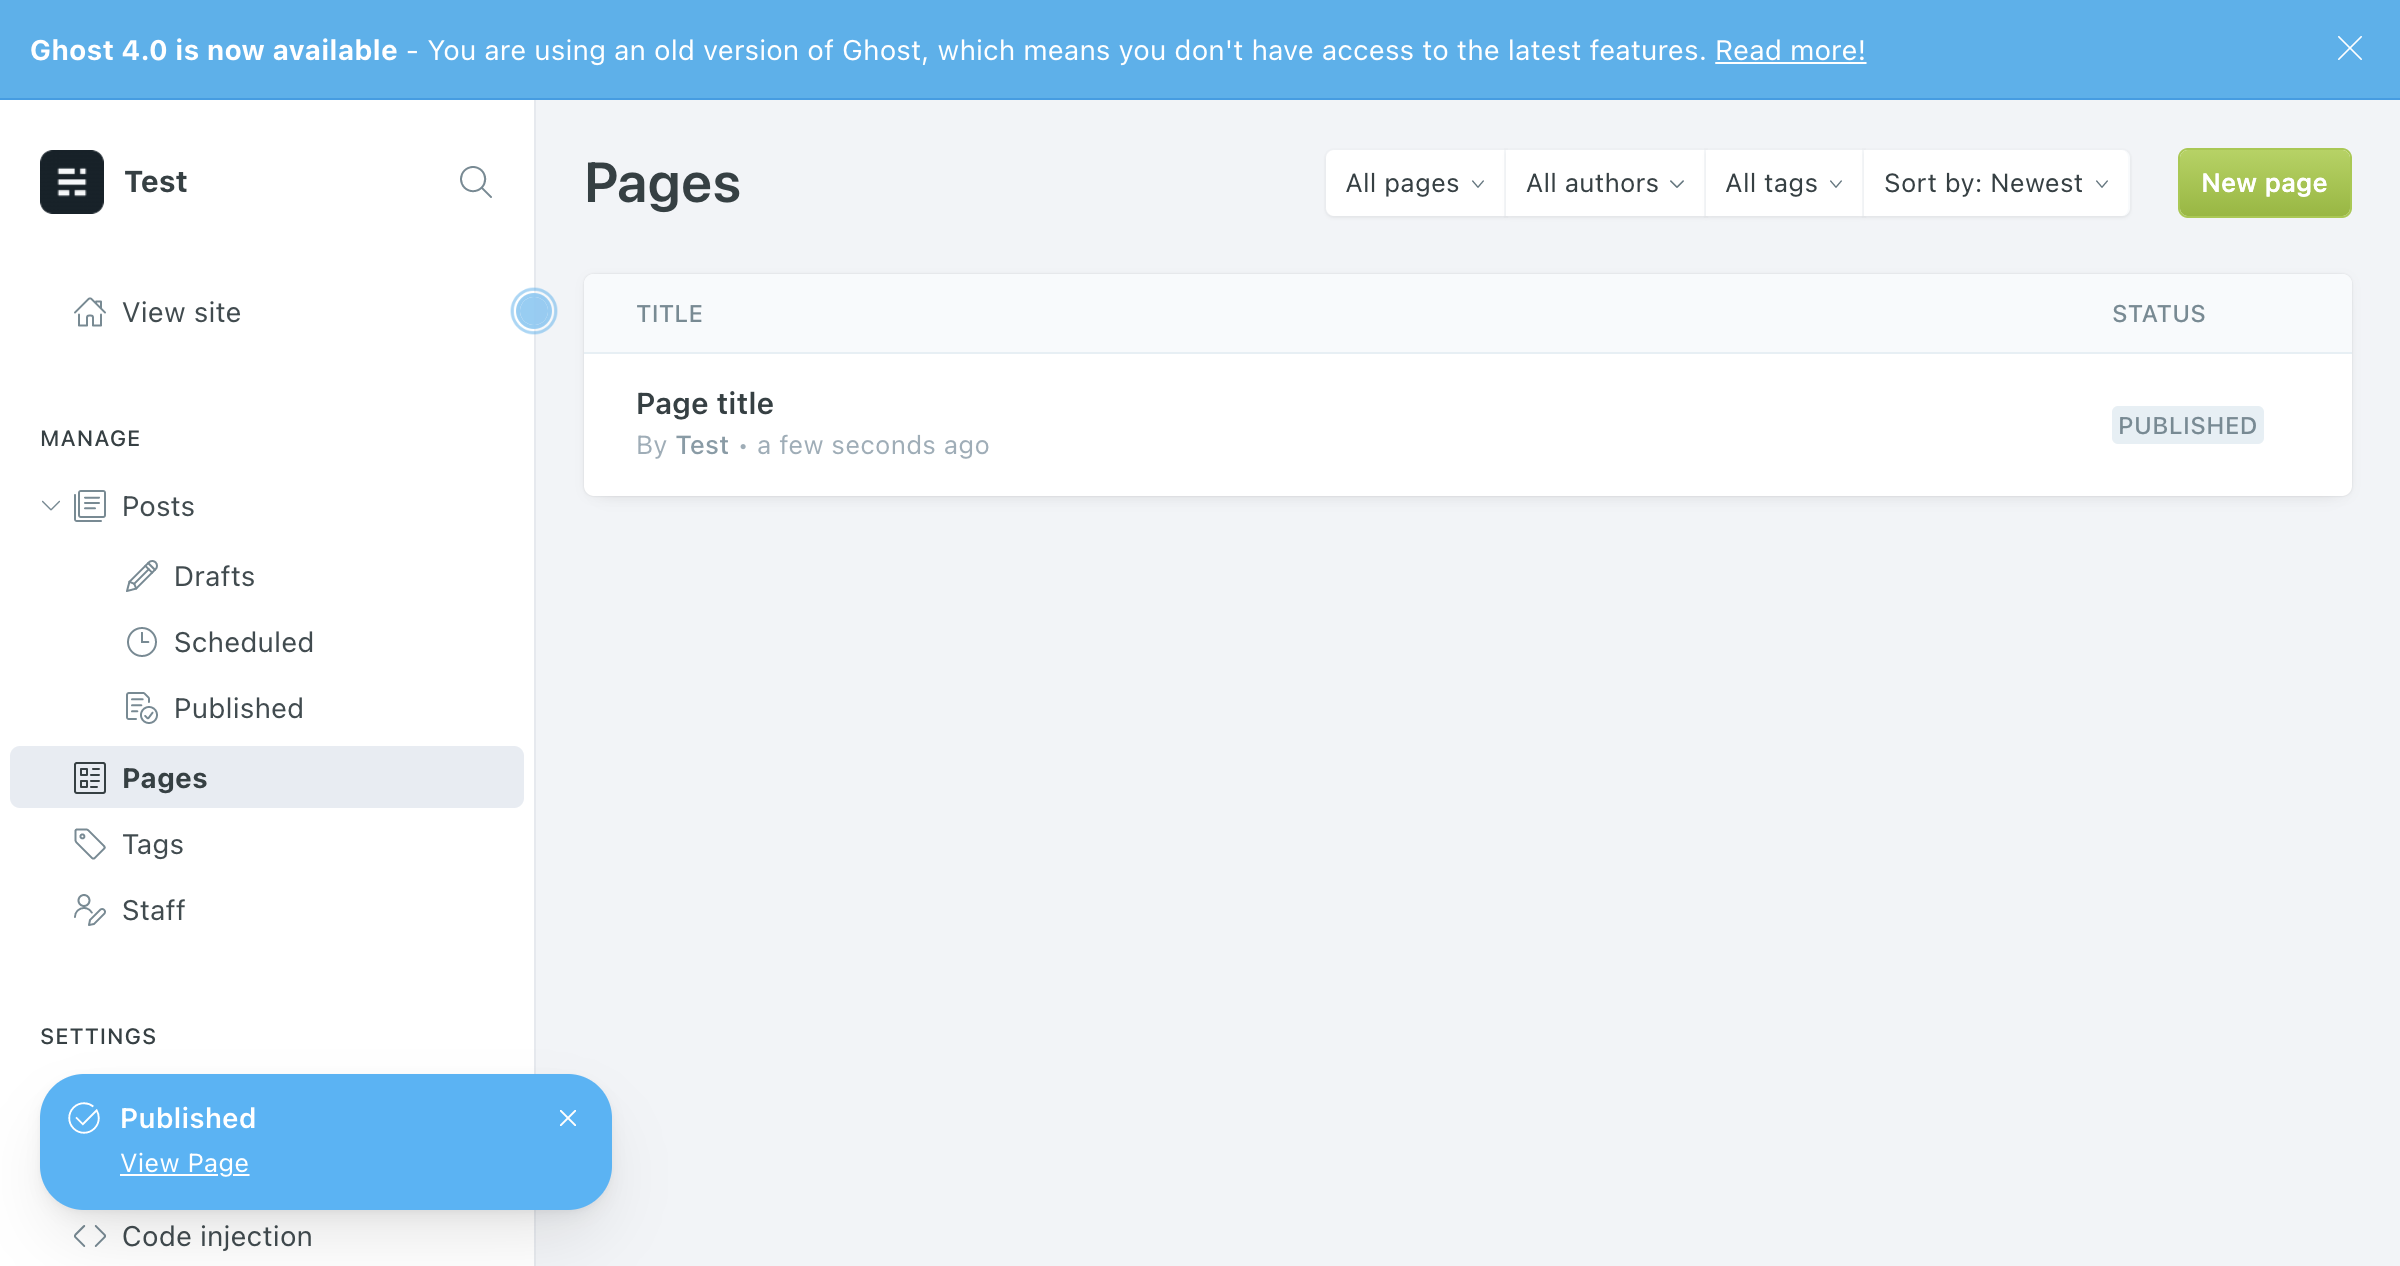 Ghost 4.0 is now available - You are using an old version of Ghost, which means you don't have access to the latest features. Read more!
Test
View site
MANAGE
Posts
Drafts
Scheduled
Published
Pages
Tags
Staff
SETTINGS
Published
View Page
Code injection
Pages
All pages
All authors
All tags
Sort by: Newest
New page
TITLE
STATUS
Page title
By Test • a few seconds ago
PUBLISHED